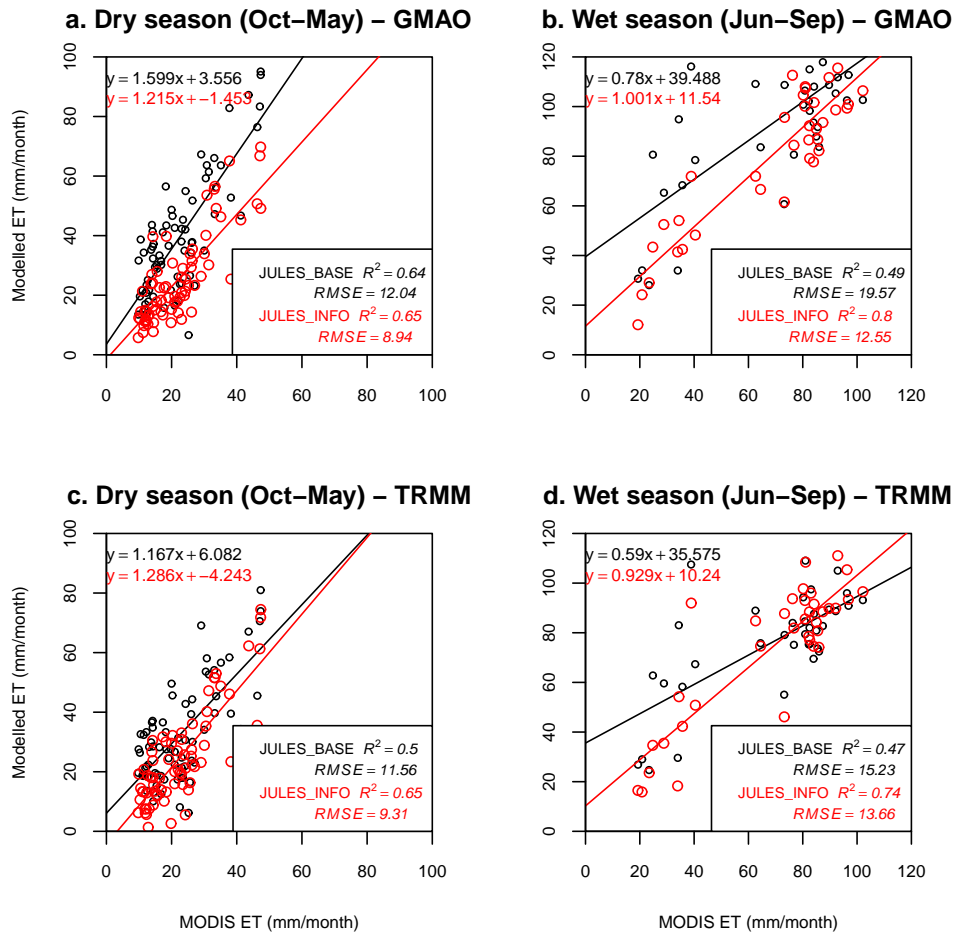 a. Dry season (Oct−May) − GMAO
y = 1.599x + 3.556
y = 1.215x + −1.453
Modelled ET (mm/month)
0 20 40 60 80 100
JULES_BASE R² = 0.64
RMSE = 12.04
JULES_INFO R² = 0.65
RMSE = 8.94
0 20 40 60 80 100
b. Wet season (Jun−Sep) − GMAO
y = 0.78x + 39.488
y = 1.001x + 11.54
0 20 40 60 80 100 120
JULES_BASE R² = 0.49
RMSE = 19.57
JULES_INFO R² = 0.8
RMSE = 12.55
0 20 40 60 80 100 120
c. Dry season (Oct−May) − TRMM
y = 1.167x + 6.082
y = 1.286x + −4.243
Modelled ET (mm/month)
0 20 40 60 80 100
JULES_BASE R² = 0.5
RMSE = 11.56
JULES_INFO R² = 0.65
RMSE = 9.31
0 20 40 60 80 100
MODIS ET (mm/month)
d. Wet season (Jun−Sep) − TRMM
y = 0.59x + 35.575
y = 0.929x + 10.24
0 20 40 60 80 100 120
JULES_BASE R² = 0.47
RMSE = 15.23
JULES_INFO R² = 0.74
RMSE = 13.66
0 20 40 60 80 100 120
MODIS ET (mm/month)